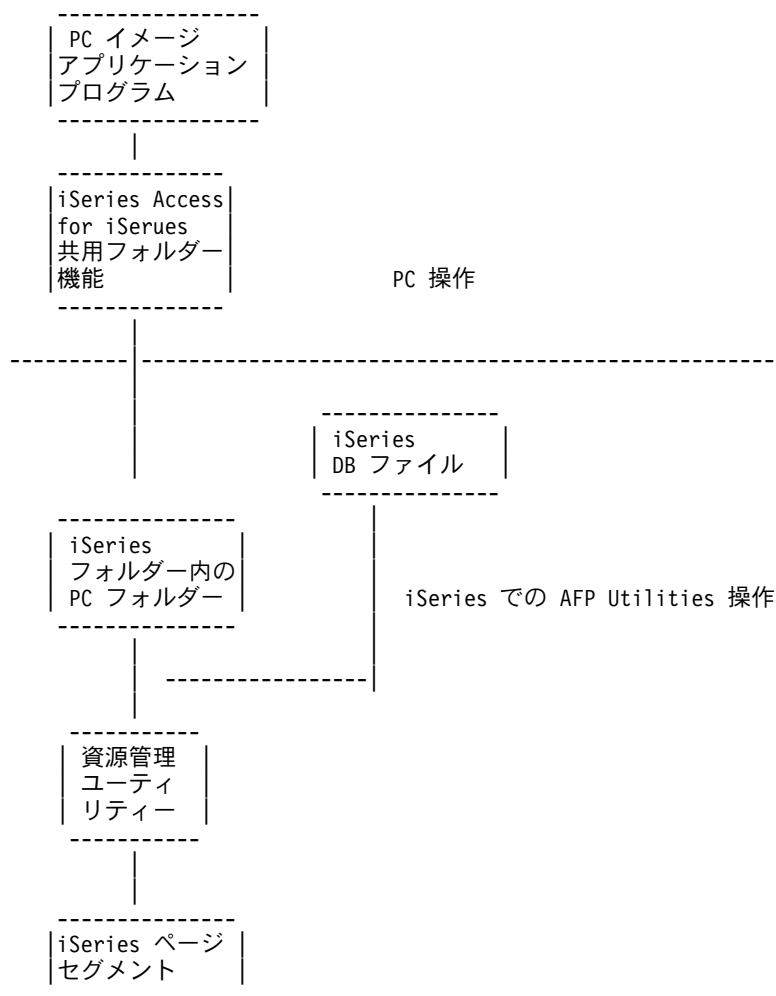 PC イメージ
アプリケーション
プログラム
iSeries Access
for iSerues
共用フォルダー
機能
PC 操作
iSeries
DB ファイル
iSeries
フォルダー内の
PC フォルダー
iSeries での AFP Utilities 操作
資源管理
ユーティ
リティー
iSeries ページ
セグメント